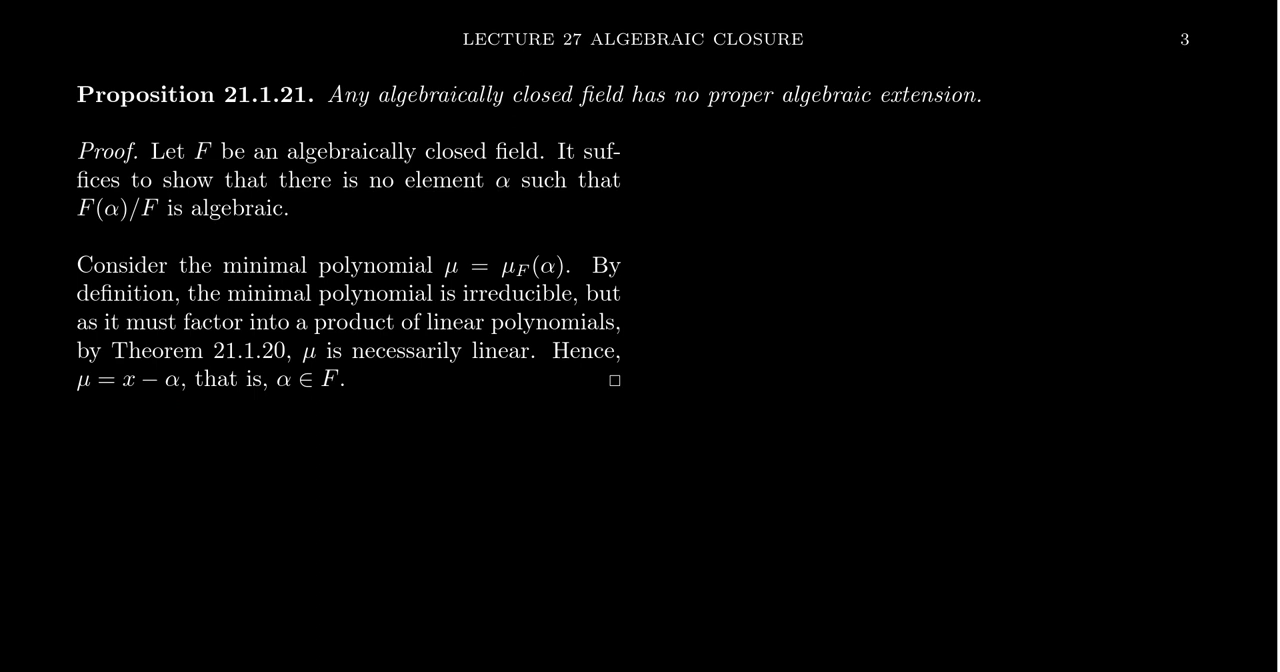 LECTURE 27 ALGEBRAIC CLOSURE 3
Proposition 21.1.21. Any algebraically closed field has no proper algebraic extension.
Proof. Let F be an algebraically closed field. It suf-
fices to show that there is no element α such that
F(α)/F is algebraic.
Consider the minimal polynomial μ = μ_F(α). By
definition, the minimal polynomial is irreducible, but
as it must factor into a product of linear polynomials,
by Theorem 21.1.20, μ is necessarily linear. Hence,
μ = x − α, that is, α ∈ F. □